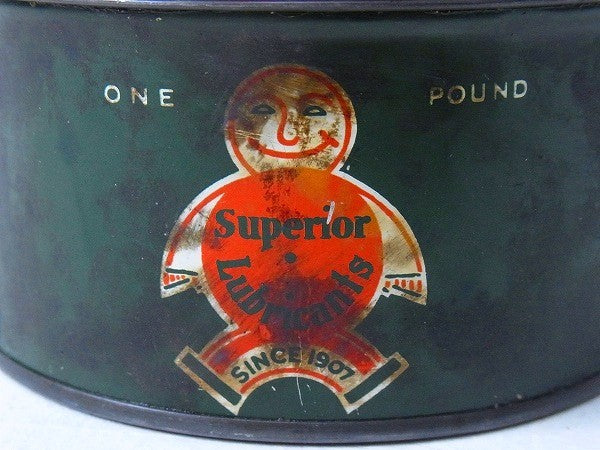 ONE POUND
Superior
Lubricants
SINCE 1907